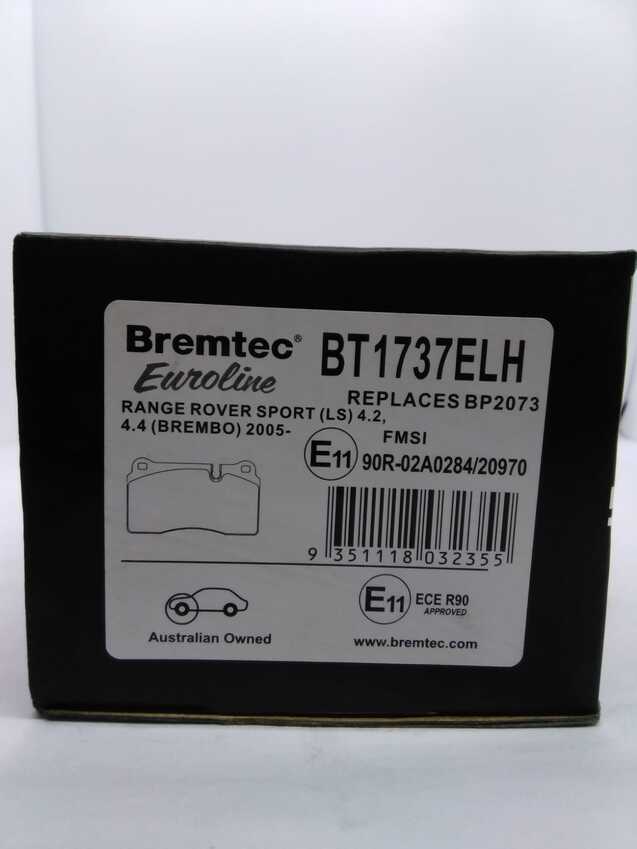 Bremtec® BT1737ELH
Euroline
REPLACES BP2073
RANGE ROVER SPORT (LS) 4.2,
4.4 (BREMBO) 2005-
FMSI
E11 90R-02A0284/20970
9 351118 032355
E11 ECE R90
APPROVED
Australian Owned
www.bremtec.com